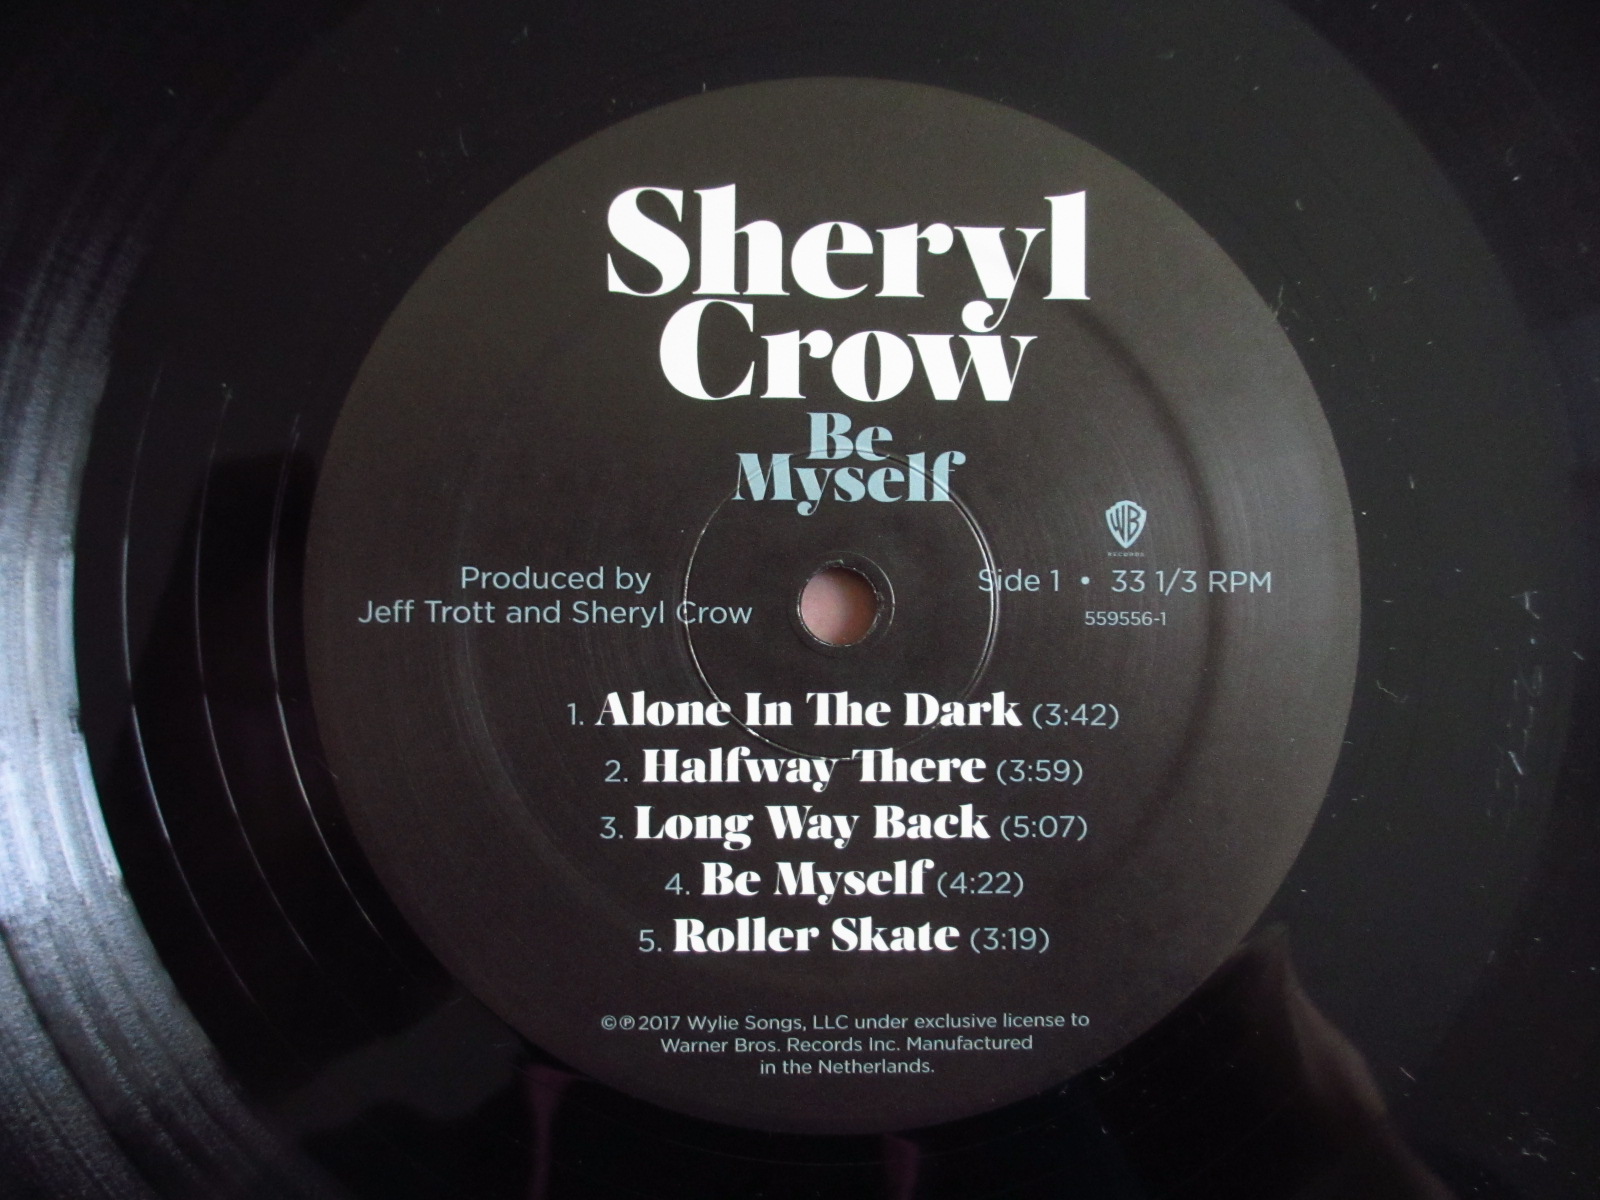 Sheryl
Crow
Be
Myself
WB
RECORDS
Produced by
Jeff Trott and Sheryl Crow
Side 1 • 33 1/3 RPM
559556-1
1. Alone In The Dark (3:42)
2. Halfway There (3:59)
3. Long Way Back (5:07)
4. Be Myself (4:22)
5. Roller Skate (3:19)
©℗2017 Wylie Songs, LLC under exclusive license to
Warner Bros. Records Inc. Manufactured
in the Netherlands.